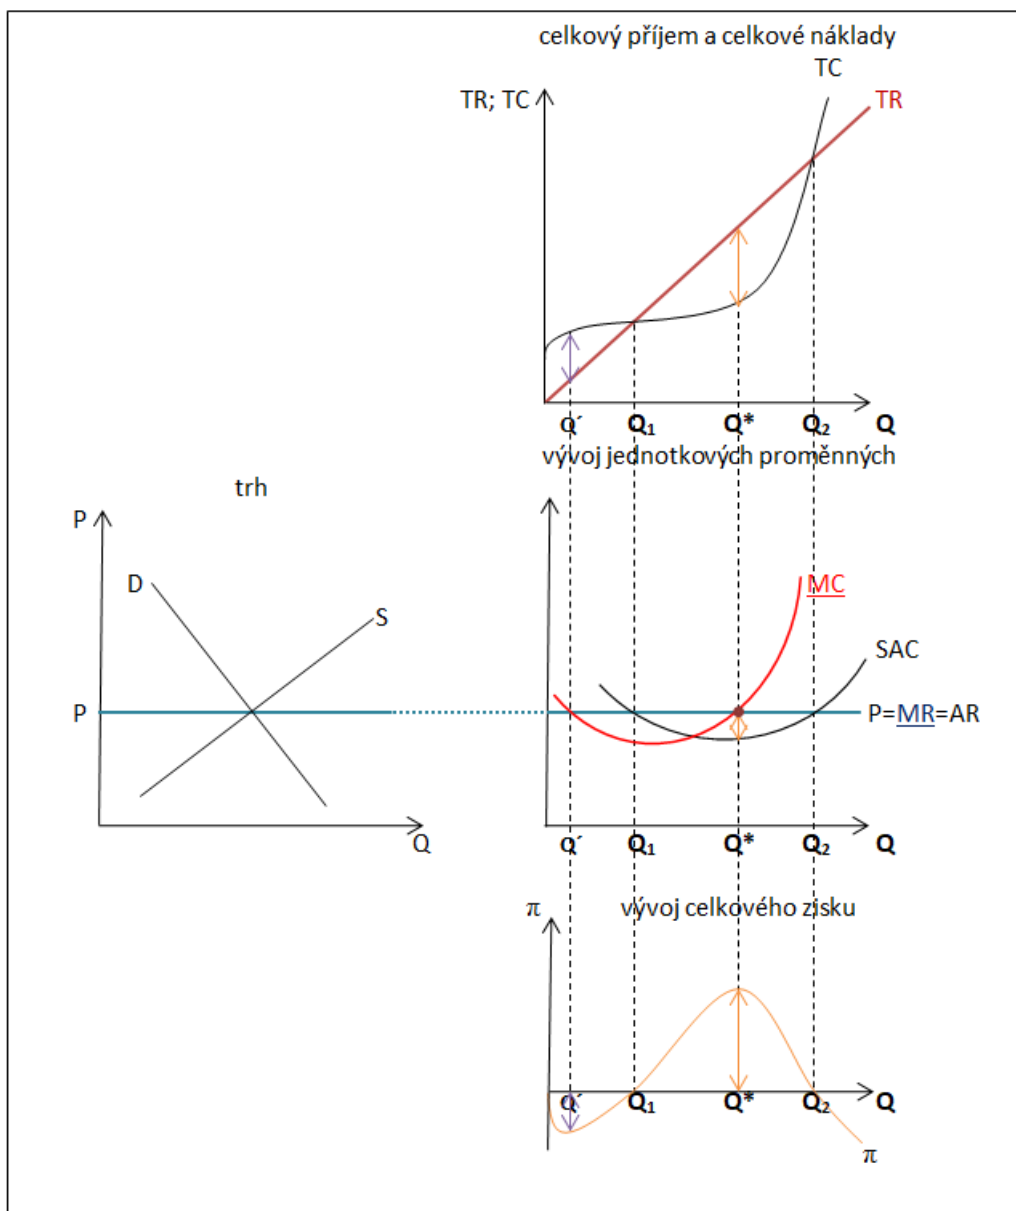 celkový příjem a celkové náklady
TC
TR; TC
TR
Q´ Q₁ Q* Q₂ Q
vývoj jednotkových proměnných
trh
P
D
S
P
Q
MC
SAC
P=MR=AR
Q´ Q₁ Q* Q₂ Q
π vývoj celkového zisku
Q´ Q₁ Q* Q₂ Q
π